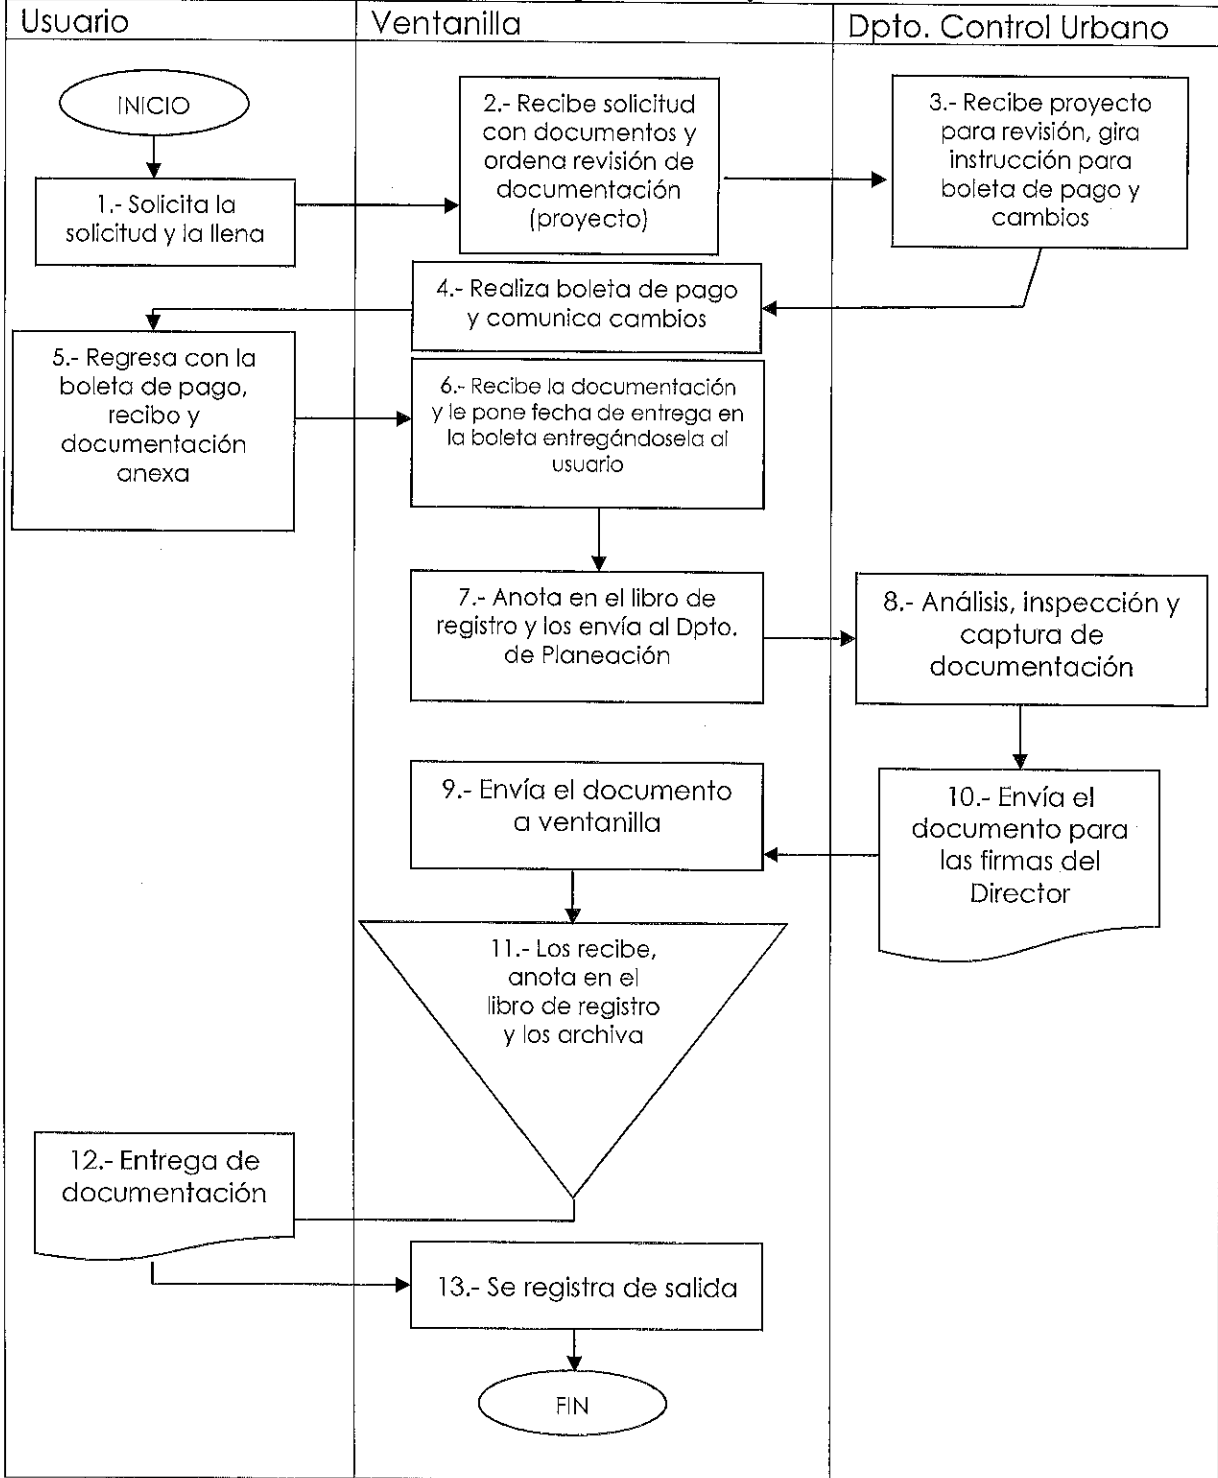 Usuario
Ventanilla
Dpto. Control Urbano
INICIO
1.- Solicita la
solicitud y la llena
2.- Recibe solicitud
con documentos y
ordena revisión de
documentación
(proyecto)
3.- Recibe proyecto
para revisión, gira
instrucción para
boleta de pago y
cambios
4.- Realiza boleta de pago
y comunica cambios
5.- Regresa con la
boleta de pago,
recibo y
documentación
anexa
6.- Recibe la documentación
y le pone fecha de entrega en
la boleta entregándosela al
usuario
7.- Anota en el libro de
registro y los envía al Dpto.
de Planeación
8.- Análisis, inspección y
captura de
documentación
9.- Envía el documento
a ventanilla
10.- Envía el
documento para
las firmas del
Director
11.- Los recibe,
anota en el
libro de registro
y los archiva
12.- Entrega de
documentación
13.- Se registra de salida
FIN